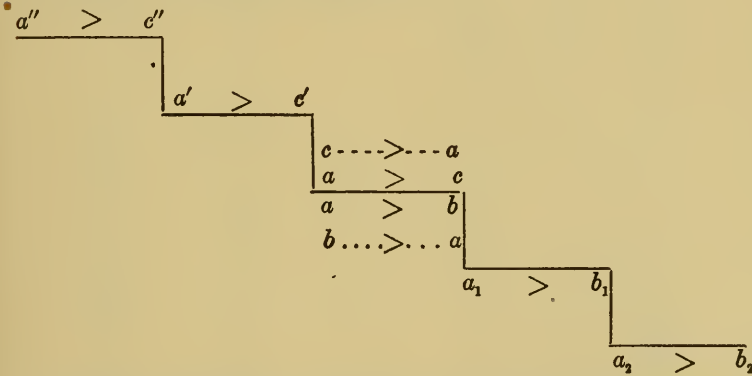 a″ > c″
a′ > c′
c ----->---- a
a > c
a > b
b ....>... a
a₁ > b₁
a₂ > b₂